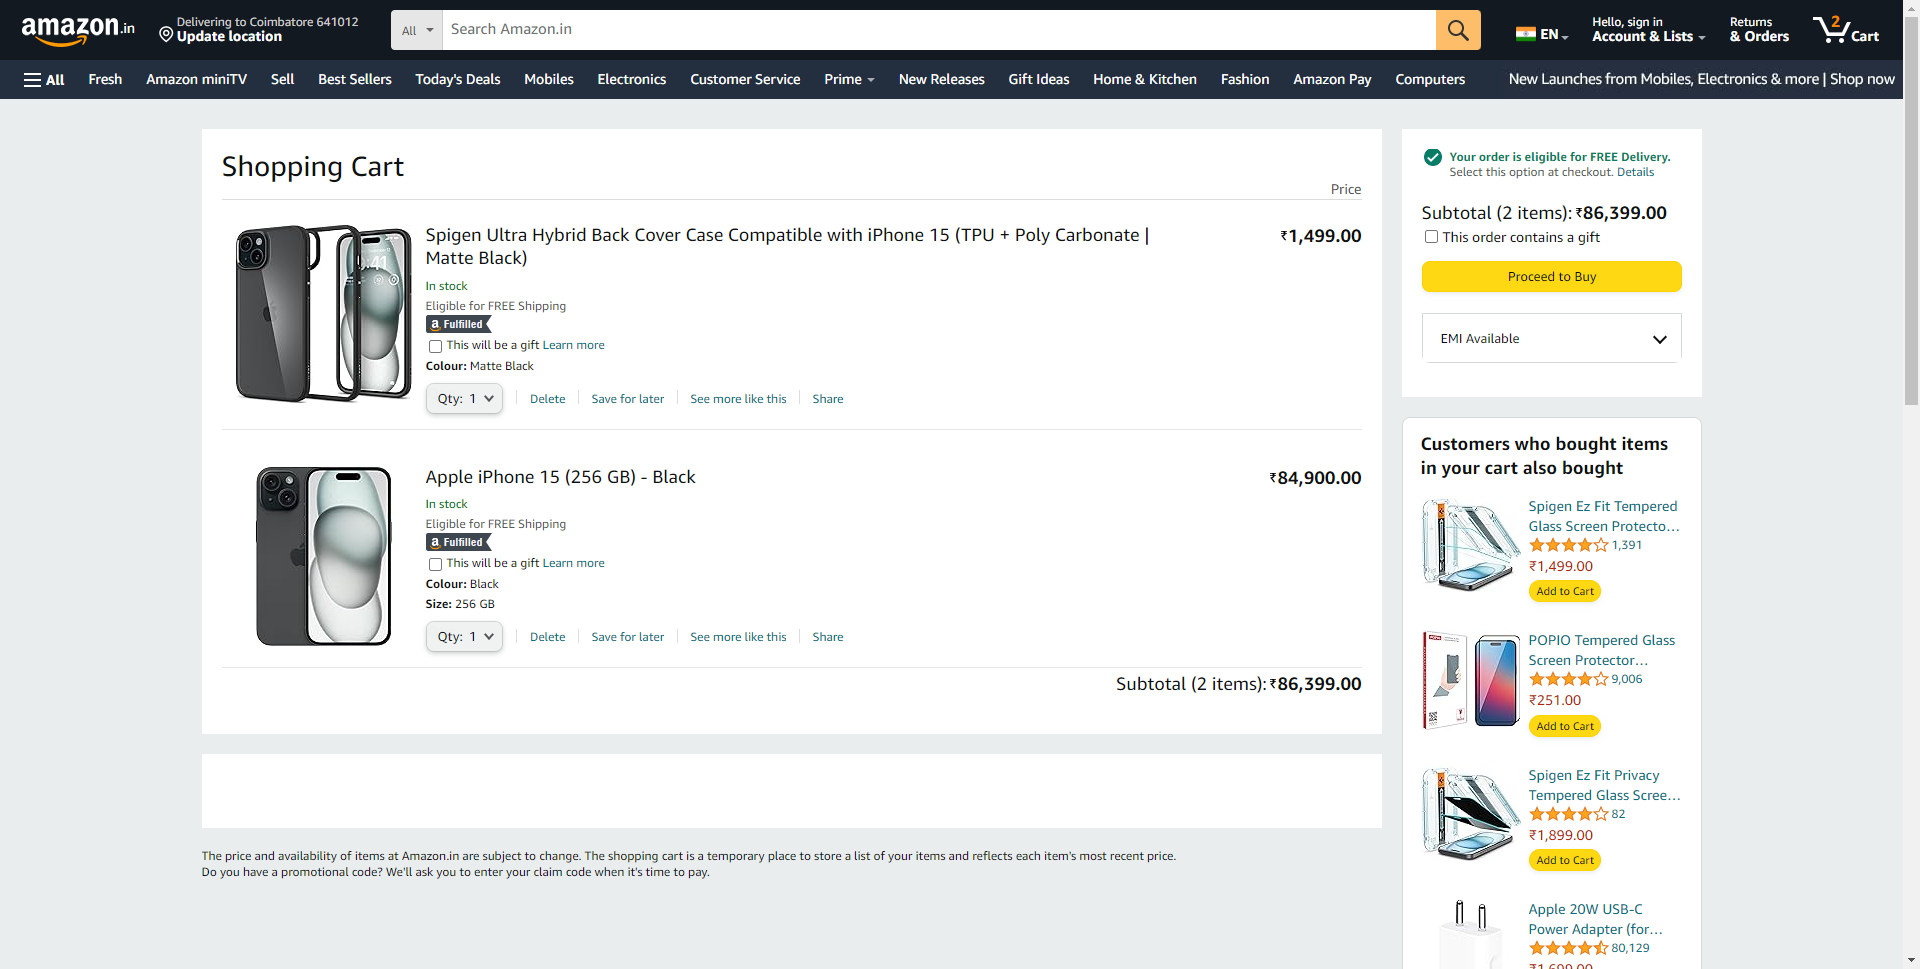 amazon.in
Delivering to Coimbatore 641012
Update location
All
Search Amazon.in
EN
Hello, sign in
Account & Lists
Returns
& Orders
2
Cart
All
Fresh
Amazon miniTV
Sell
Best Sellers
Today's Deals
Mobiles
Electronics
Customer Service
Prime
New Releases
Gift Ideas
Home & Kitchen
Fashion
Amazon Pay
Computers
New Launches from Mobiles, Electronics & more | Shop now
Shopping Cart
Price
Spigen Ultra Hybrid Back Cover Case Compatible with iPhone 15 (TPU + Poly Carbonate |
Matte Black)
₹1,499.00
In stock
Eligible for FREE Shipping
a Fulfilled
This will be a gift Learn more
Colour: Matte Black
Qty: 1
Delete
Save for later
See more like this
Share
Apple iPhone 15 (256 GB) - Black
₹84,900.00
In stock
Eligible for FREE Shipping
a Fulfilled
This will be a gift Learn more
Colour: Black
Size: 256 GB
Qty: 1
Delete
Save for later
See more like this
Share
Subtotal (2 items): ₹86,399.00
The price and availability of items at Amazon.in are subject to change. The shopping cart is a temporary place to store a list of your items and reflects each item's most recent price.
Do you have a promotional code? We'll ask you to enter your claim code when it's time to pay.
Your order is eligible for FREE Delivery.
Select this option at checkout. Details
Subtotal (2 items): ₹86,399.00
This order contains a gift
Proceed to Buy
EMI Available
Customers who bought items
in your cart also bought
Spigen Ez Fit Tempered
Glass Screen Protecto...
1,391
₹1,499.00
Add to Cart
POPIO Tempered Glass
Screen Protector...
9,006
₹251.00
Add to Cart
Spigen Ez Fit Privacy
Tempered Glass Scree...
82
₹1,899.00
Add to Cart
Apple 20W USB-C
Power Adapter (for...
80,129